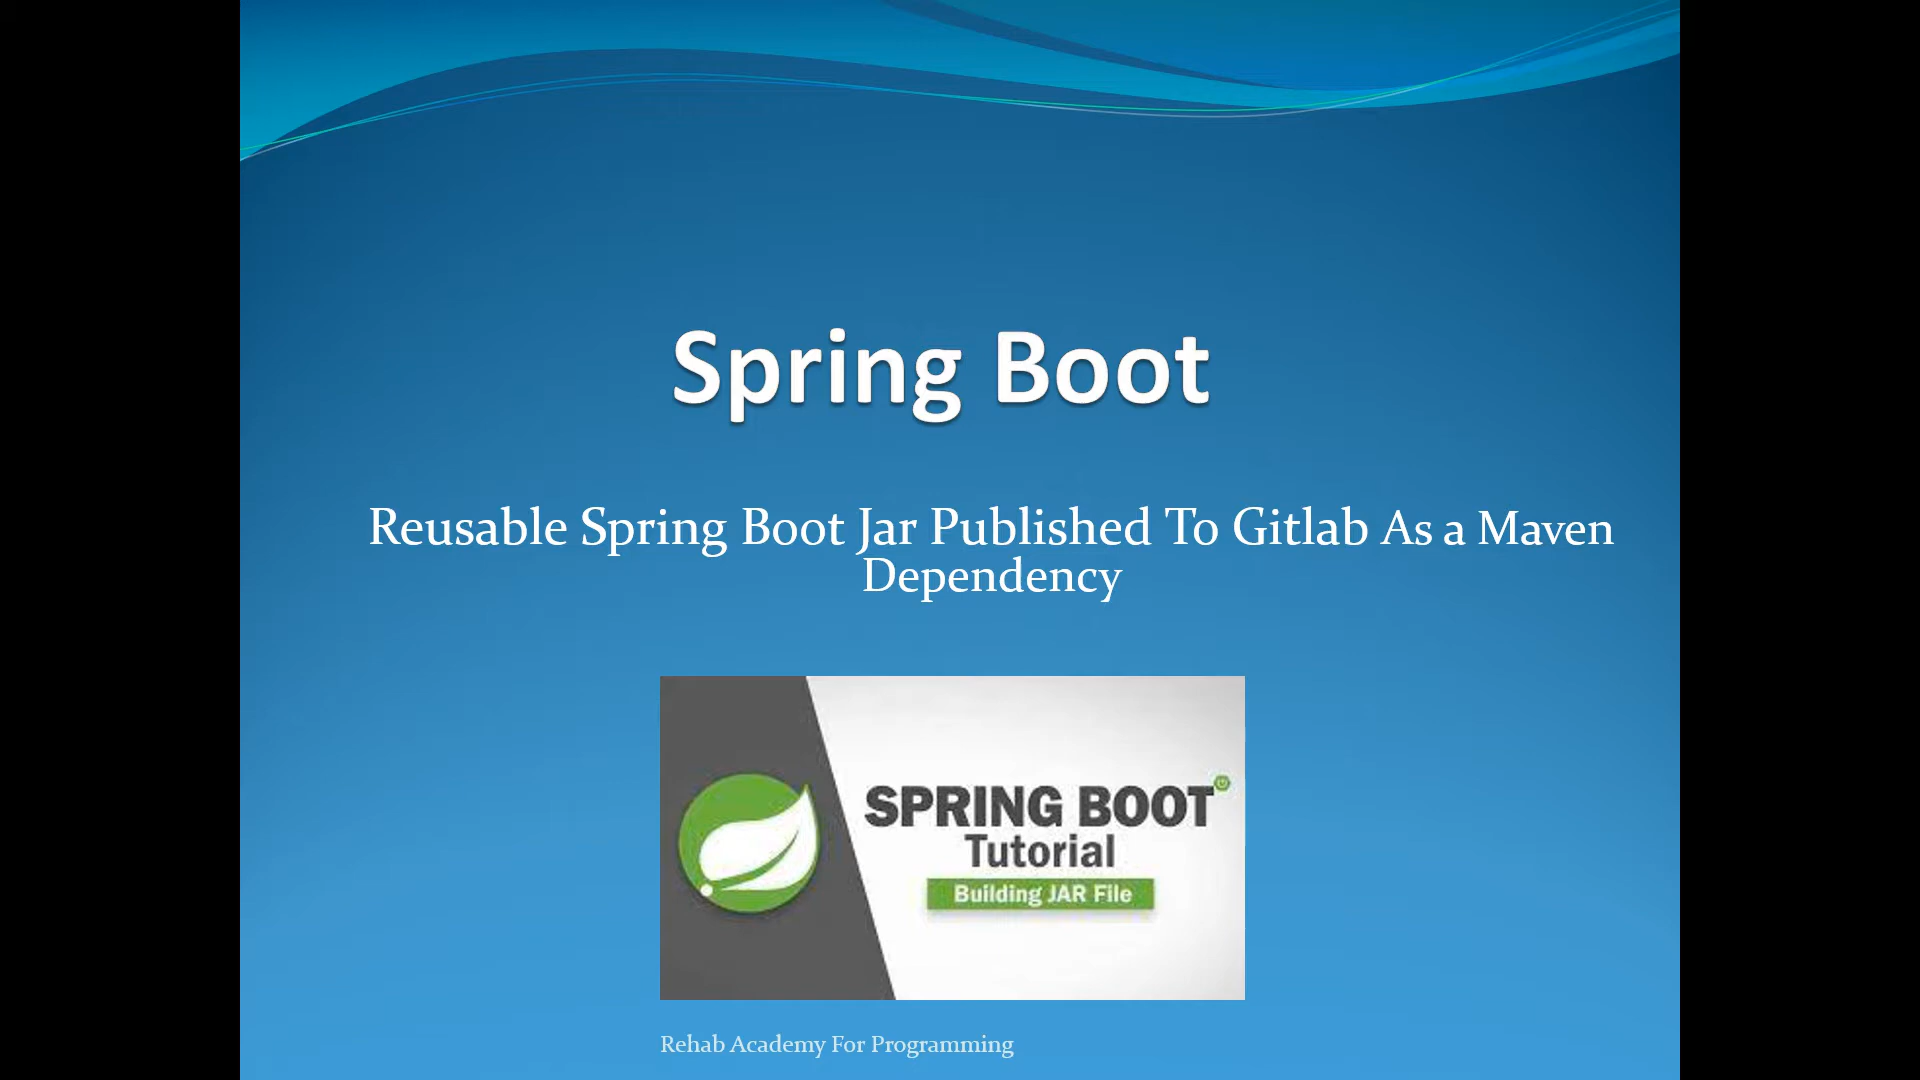 Spring Boot
Reusable Spring Boot Jar Published To Gitlab As a Maven
Dependency
SPRING BOOT
Tutorial
Building JAR File
Rehab Academy For Programming